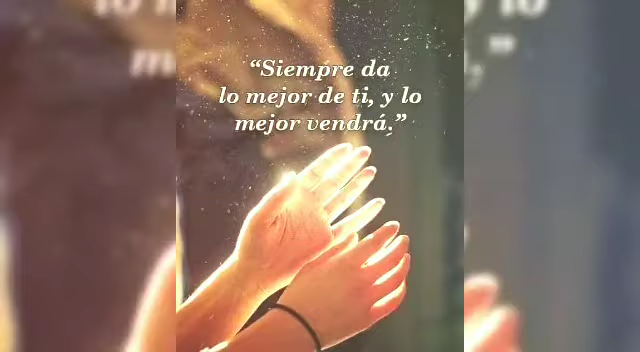 “Siempre da
lo mejor de ti, y lo
mejor vendrá.”